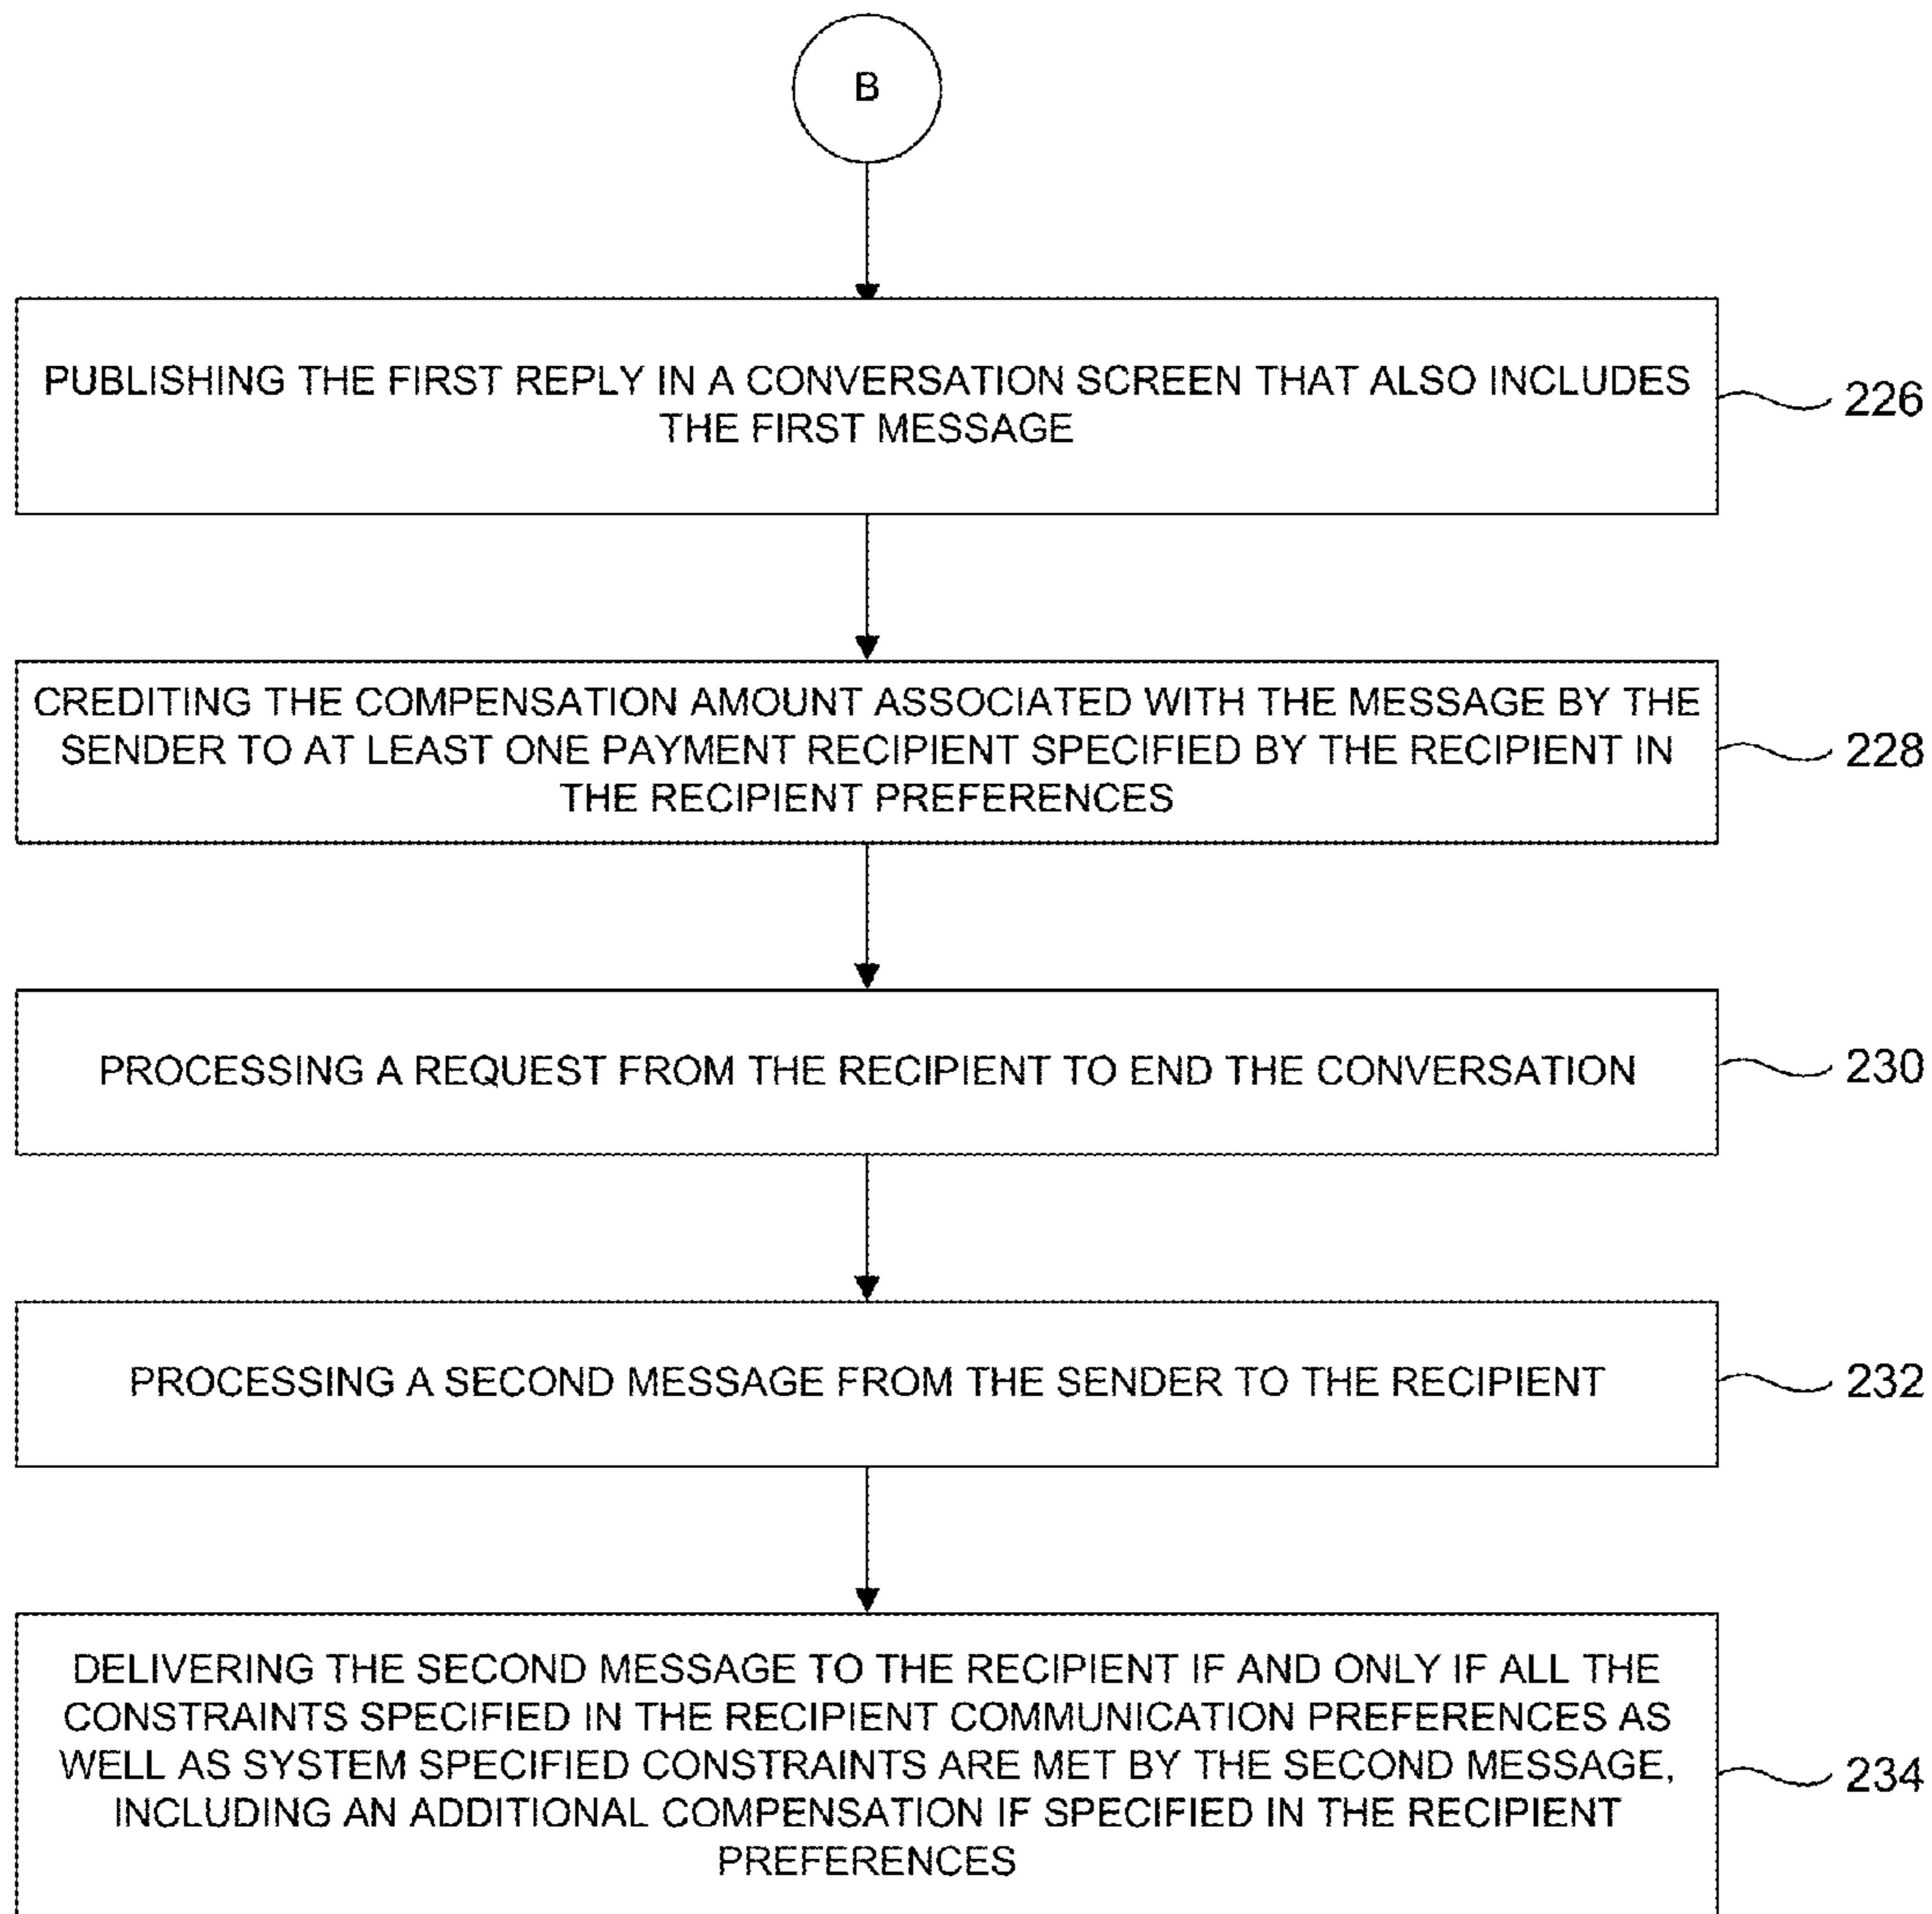 B
PUBLISHING THE FIRST REPLY IN A CONVERSATION SCREEN THAT ALSO INCLUDES
THE FIRST MESSAGE
226
CREDITING THE COMPENSATION AMOUNT ASSOCIATED WITH THE MESSAGE BY THE
SENDER TO AT LEAST ONE PAYMENT RECIPIENT SPECIFIED BY THE RECIPIENT IN
THE RECIPIENT PREFERENCES
228
PROCESSING A REQUEST FROM THE RECIPIENT TO END THE CONVERSATION
230
PROCESSING A SECOND MESSAGE FROM THE SENDER TO THE RECIPIENT
232
DELIVERING THE SECOND MESSAGE TO THE RECIPIENT IF AND ONLY IF ALL THE
CONSTRAINTS SPECIFIED IN THE RECIPIENT COMMUNICATION PREFERENCES AS
WELL AS SYSTEM SPECIFIED CONSTRAINTS ARE MET BY THE SECOND MESSAGE,
INCLUDING AN ADDITIONAL COMPENSATION IF SPECIFIED IN THE RECIPIENT
PREFERENCES
234